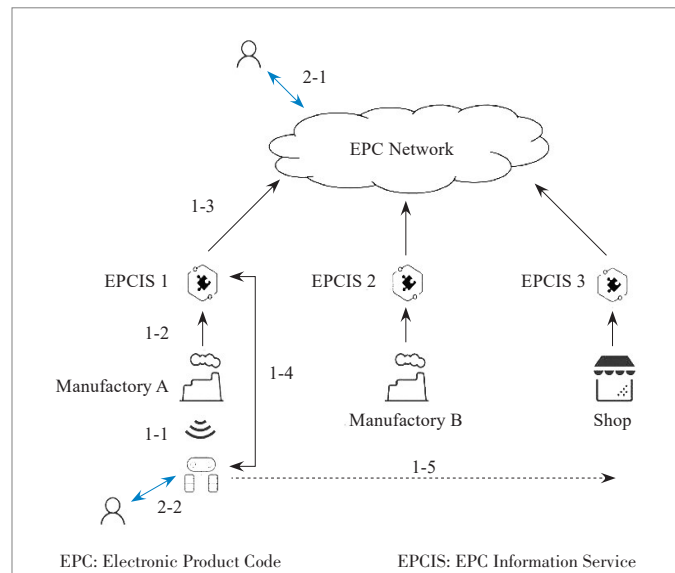 2-1
EPC Network
1-3
EPCIS 1
EPCIS 2
EPCIS 3
1-2
1-4
Manufactory A
Manufactory B
Shop
1-1
1-5
2-2
EPC: Electronic Product Code
EPCIS: EPC Information Service